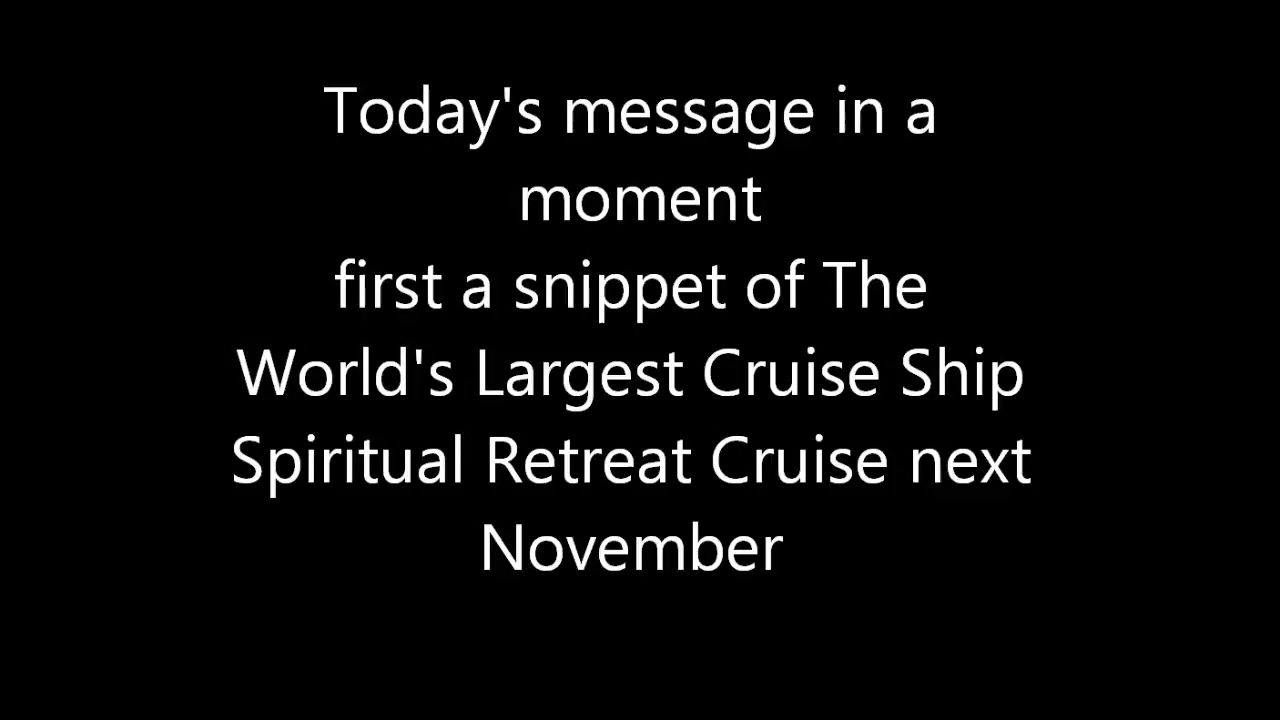 Today's message in a
moment
first a snippet of The
World's Largest Cruise Ship
Spiritual Retreat Cruise next
November